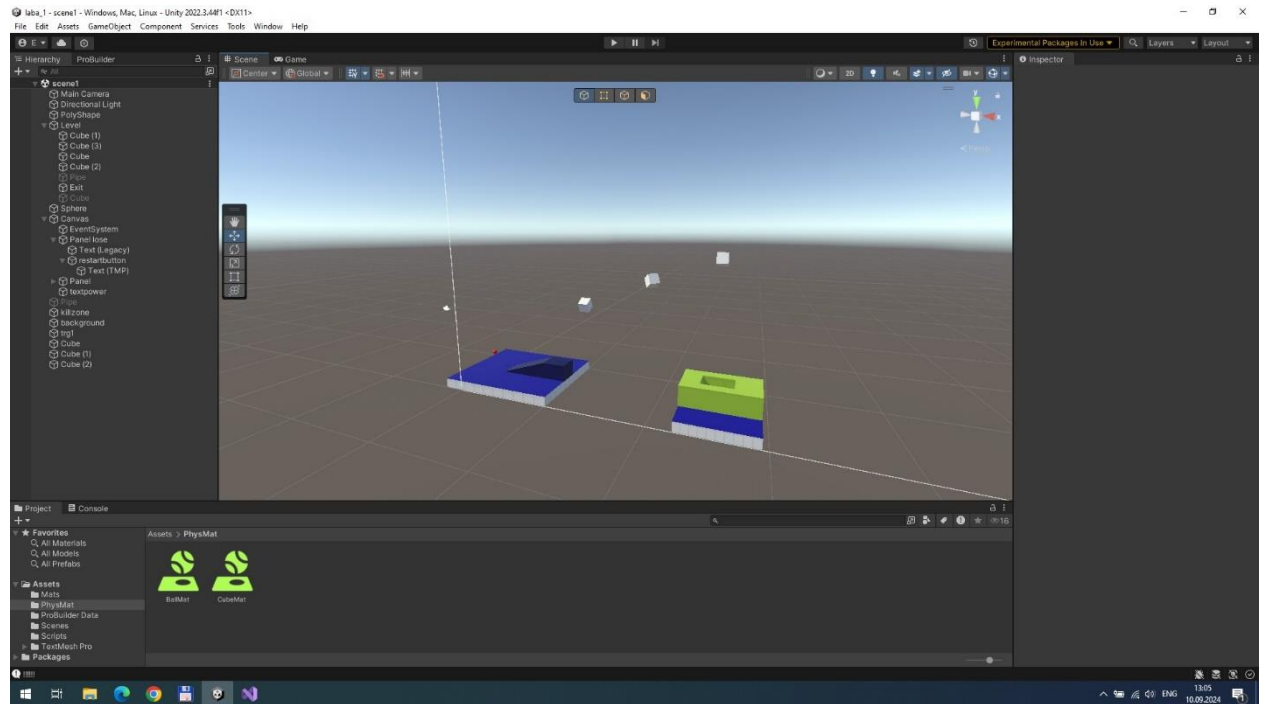 laba_1 - scene1 - Windows, Mac, Linux - Unity 2022.3.44f1 <DX11>
File Edit Assets GameObject Component Services Tools Window Help
E Experimental Packages In Use Layers Layout
Hierarchy ProBuilder Scene Game Inspector
All Center Global 2D
scene1
Main Camera
Directional Light
PolyShape
Level
Cube (1)
Cube (3)
Cube
Cube (2)
Pipe
Exit
Cube
Sphere
Canvas
EventSystem
Panel lose
Text (Legacy)
restartbutton
Text (TMP)
Panel
textpower
Pipe
killzone
background
trg1
Cube
Cube (1)
Cube (2)
y
x
Persp
Project Console
16
Favorites
All Materials
All Models
All Prefabs
Assets
Mats
PhysMat
ProBuilder Data
Scenes
Scripts
TextMesh Pro
Packages
Assets > PhysMat
BallMat CubeMat
!!!!!
ENG
13:05
10.09.2024